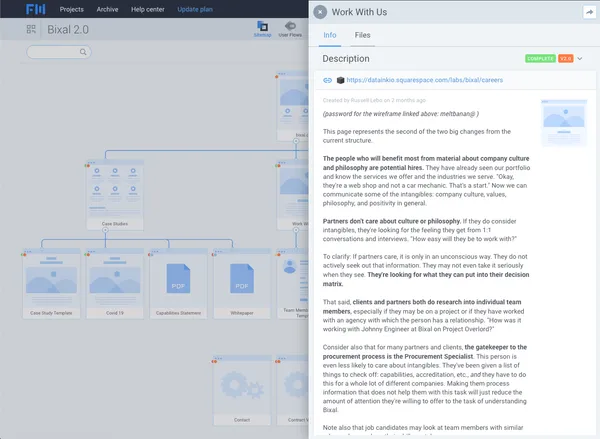 FM Projects Archive Help center Update plan
Bixal 2.0
Sitemap User Flows
Case Studies
Case Study Template
Covid 19
PDF
Capabilities Statement
PDF
Whitepaper
Contact
Work With Us
Info Files
Description COMPLETE V2.0
https://datainkio.squarespace.com/labs/bixal/careers
Created by Russell Lebo on 2 months ago
(password for the wireframe linked above: meltbanan@ )
This page represents the second of the two big changes from the
current structure.
The people who will benefit most from material about company culture
and philosophy are potential hires. They have already seen our portfolio
and know the services we offer and the industries we serve. "Okay,
they're a web shop and not a car mechanic. That's a start." Now we can
communicate some of the intangibles: company culture, values,
philosophy, and positivity in general.
Partners don't care about culture or philosophy. If they do consider
intangibles, they're looking for the feeling they get from 1:1
conversations and interviews. "How easy will they be to work with?"
To clarify: If partners care, it is only in an unconscious way. They do not
actively seek out that information. They may not even take it seriously
when they see. They're looking for what they can put into their decision
matrix.
That said, clients and partners both do research into individual team
members, especially if they may be on a project or if they have worked
with an agency with which the person has a relationship. "How was it
working with Johnny Engineer at Bixal on Project Overlord?"
Consider also that for many partners and clients, the gatekeeper to the
procurement process is the Procurement Specialist. This person is
even less likely to care about intangibles. They've been given a list of
things to check off: capabilities, accreditation, etc., and they have to do
this for a whole lot of different companies. Making them process
information that does not help them with this task will just reduce the
amount of attention they're willing to offer to the task of understanding
Bixal.
Note also that job candidates may look at team members with similar